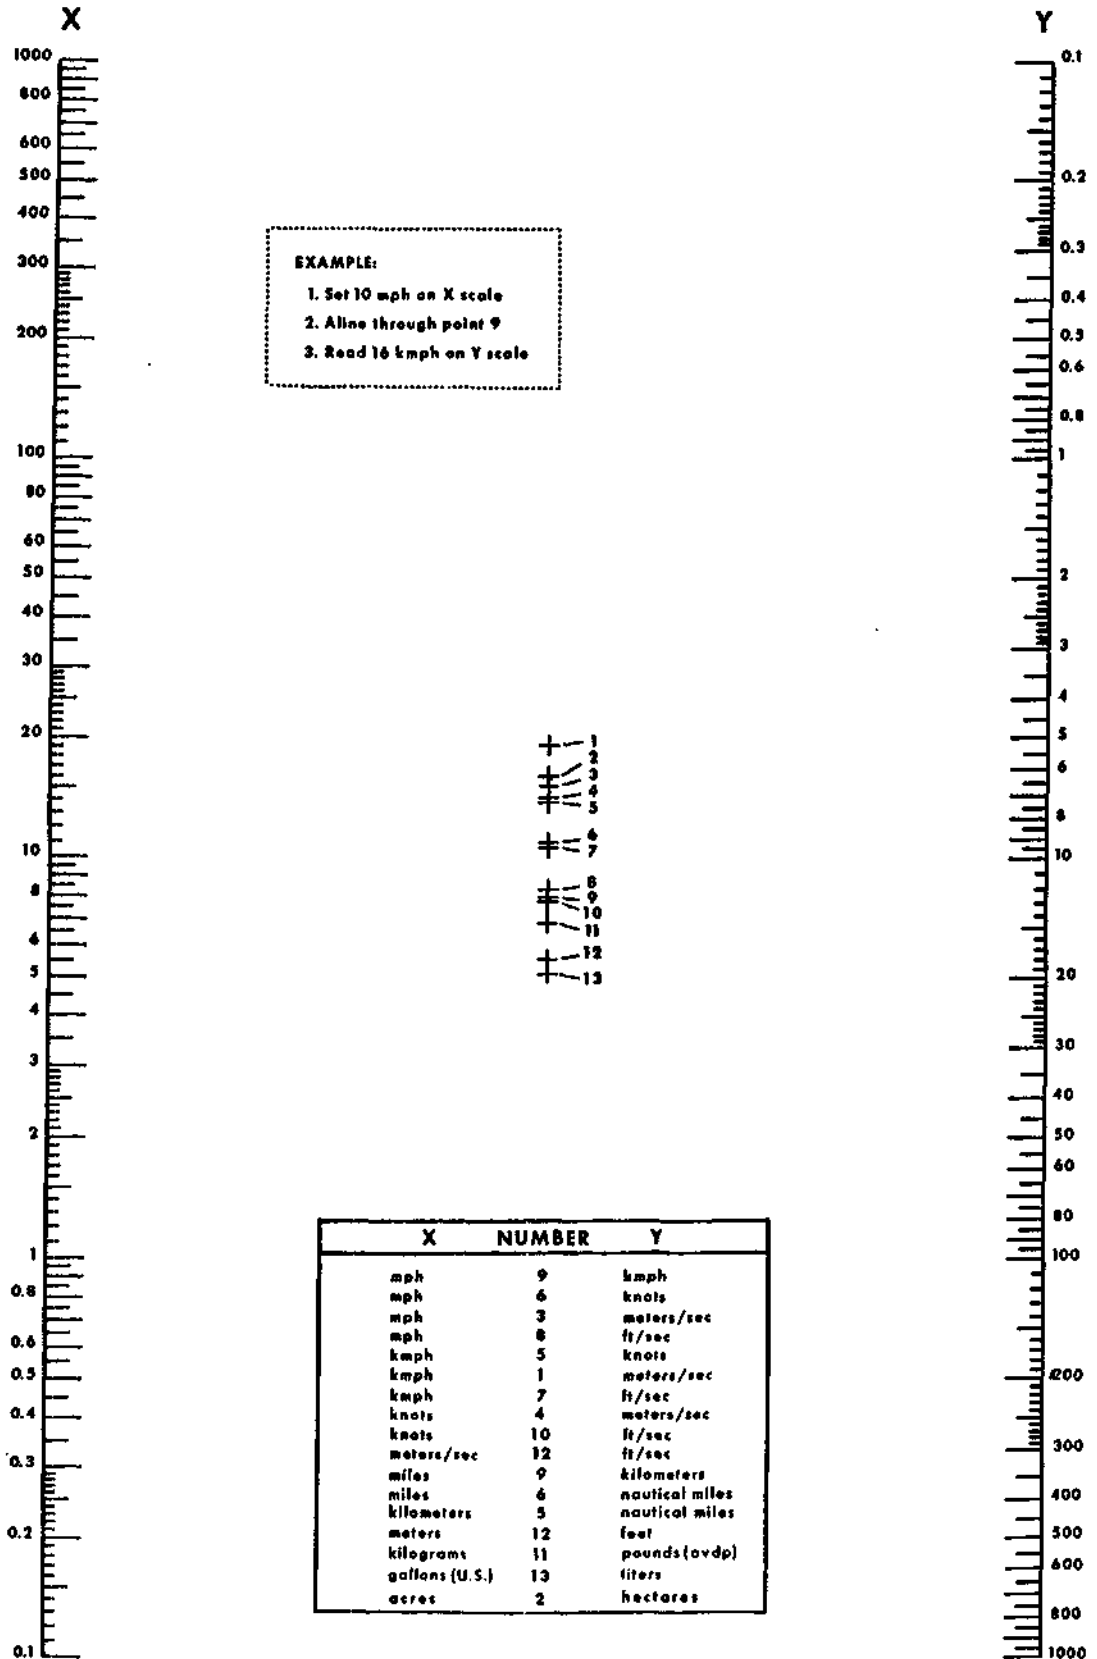 X
Y
1000
800
600
500
400
300
200
100
80
60
50
40
30
20
10
8
4
5
4
3
2
1
0.8
0.6
0.5
0.4
0.3
0.2
0.1
EXAMPLE:
1. Set 10 mph on X scale
2. Aline through point 9
3. Read 16 kmph on Y scale
1
2
3
4
5
6
7
8
9
10
11
12
13
X NUMBER Y
mph 9 kmph
mph 6 knots
mph 3 meters/sec
mph 8 ft/sec
kmph 5 knots
kmph 1 meters/sec
kmph 7 ft/sec
knots 4 meters/sec
knots 10 ft/sec
meters/sec 12 ft/sec
miles 9 kilometers
miles 6 nautical miles
kilometers 5 nautical miles
meters 12 feet
kilograms 11 pounds (avdp)
gallons (U.S.) 13 liters
acres 2 hectares
0.1
0.2
0.3
0.4
0.5
0.6
0.8
1
2
3
4
5
6
8
10
20
30
40
50
60
80
100
200
300
400
500
600
800
1000